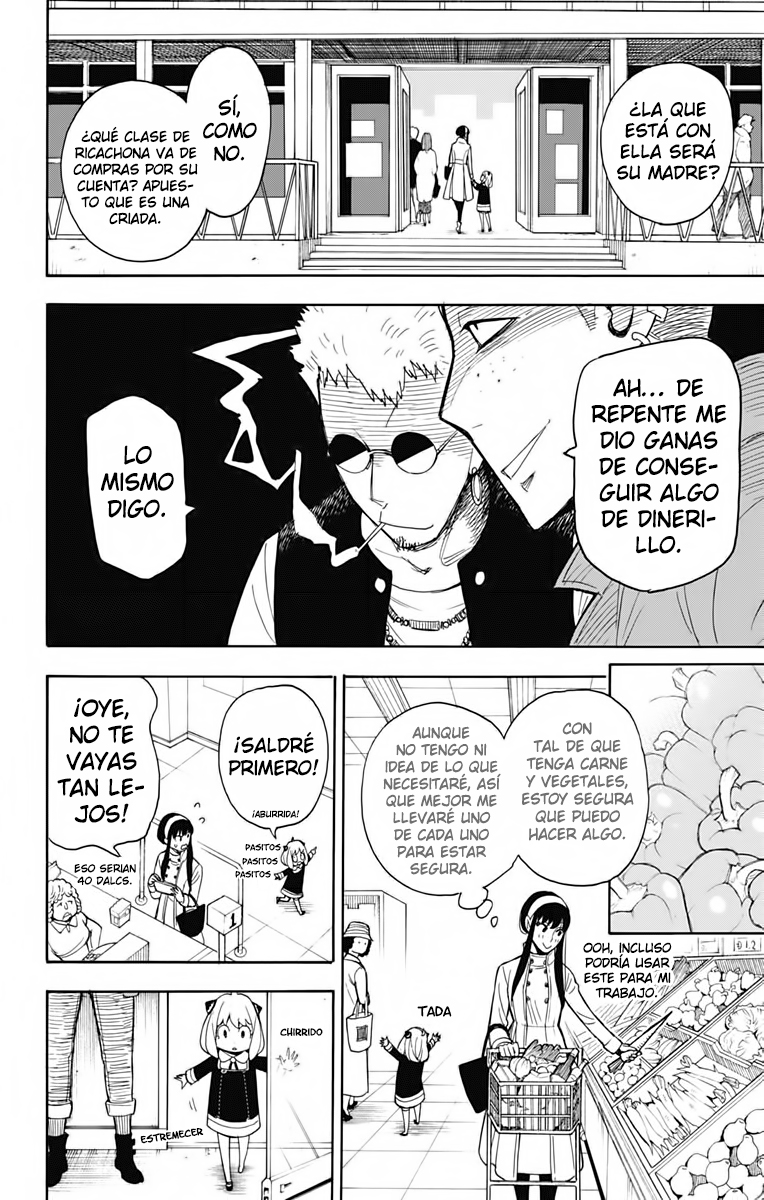 ¿LA QUE
ESTÁ CON
ELLA SERÁ
SU MADRE?
SÍ,
COMO
NO.
¿QUÉ CLASE DE
RICACHONA VA DE
COMPRAS POR SU
CUENTA? APUES-
TO QUE ES UNA
CRIADA.
AH... DE
REPENTE ME
DIO GANAS
DE CONSE-
GUIR ALGO
DE DINERI-
LLO.
LO
MISMO
DIGO.
CON
TAL DE QUE
TENGA CARNE
Y VEGETALES,
ESTOY SEGURA
QUE PUEDO
HACER ALGO.
AUNQUE
NO TENGO NI
IDEA DE LO QUE
NECESITARÉ, ASÍ
QUE MEJOR ME
LLEVARÉ UNO
DE CADA UNO
PARA ESTAR
SEGURA.
OOH, INCLUSO
PODRÍA USAR
ESTE PARA MI
TRABAJO.
TADA
¡SALDRÉ
PRIMERO!
¡ABURRIDA!
PASITOS
PASITOS
PASITOS
¡OYE,
NO TE
VAYAS
TAN LE-
JOS!
ESO SERIAN
40 DALCS.
1
CHIRRIDO
ESTREMECER